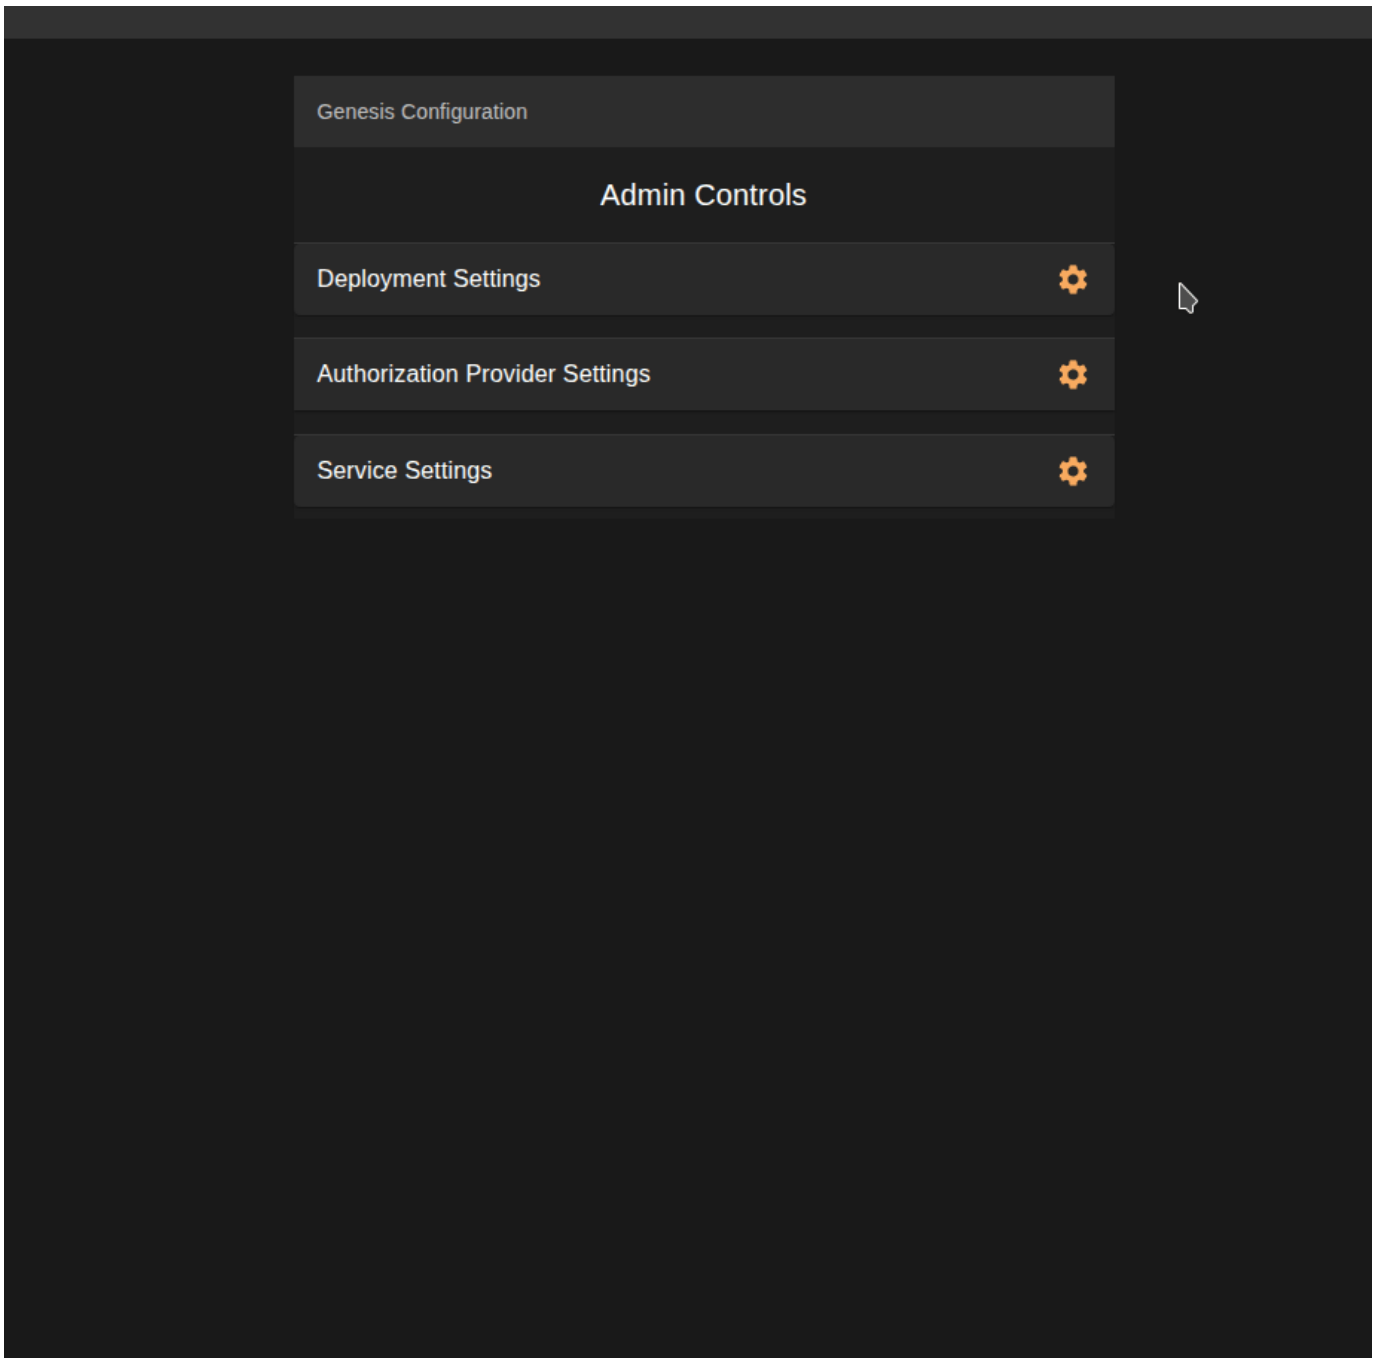 Genesis Configuration
Admin Controls
Deployment Settings
Authorization Provider Settings
Service Settings